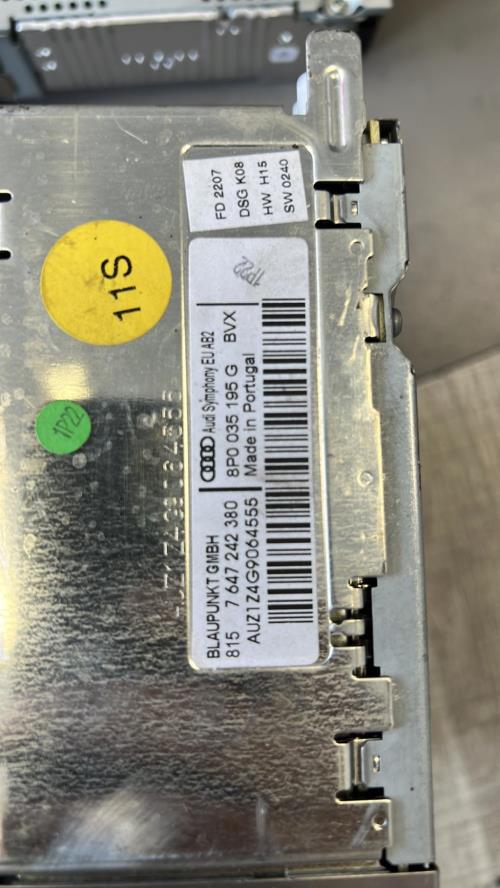 FD 2207
DSG K08
HW H15
SW 0240
11S
1P22
1P22
Audi Symphony EU AB2
8P0 035 195 G BVX
Made in Portugal
BLAUPUNKT GMBH
815 7 647 242 380
AUZ1Z4G9064555